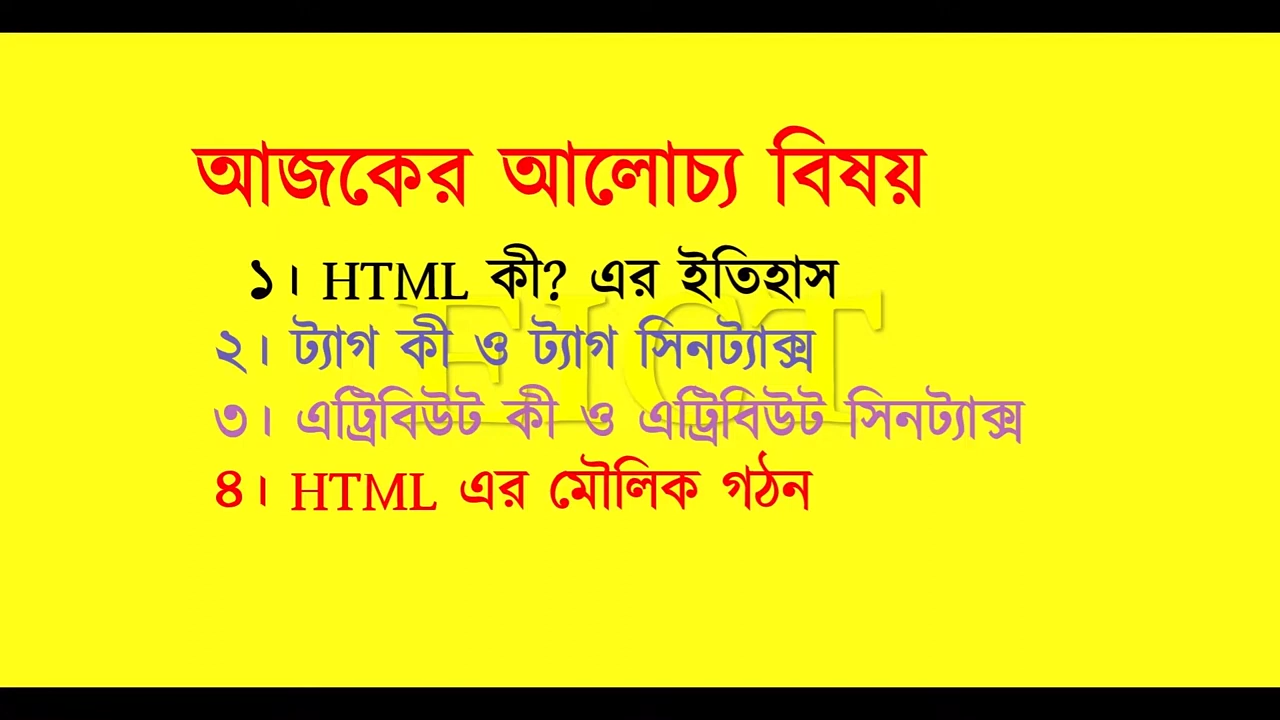 আজকের আলোচ্য বিষয়
১। HTML কী? এর ইতিহাস
২। ট্যাগ কী ও ট্যাগ সিনট্যাক্স
৩। এট্রিবিউট কী ও এট্রিবিউট সিনট্যাক্স
৪। HTML এর মৌলিক গঠন
FICT